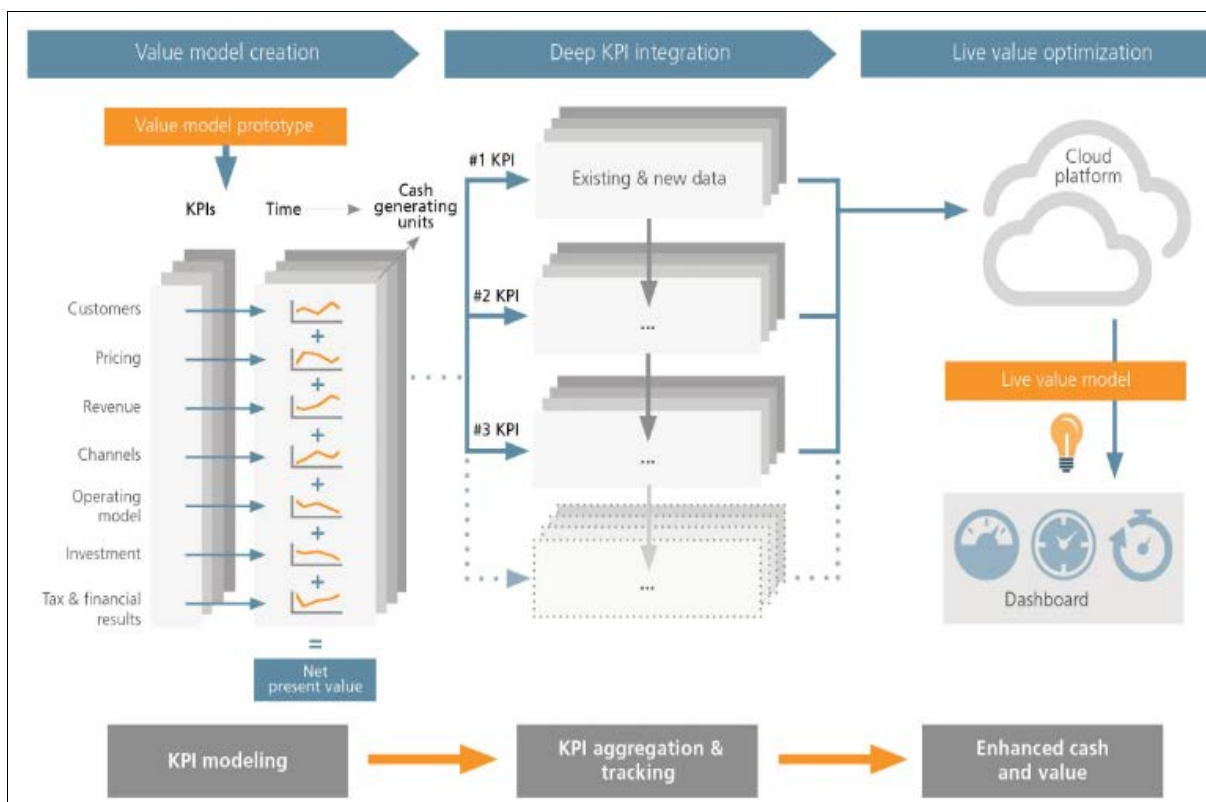 Value model creation
Deep KPI integration
Live value optimization
Value model prototype
KPIs
Time
Cash
generating
units
Customers
Pricing
Revenue
Channels
Operating
model
Investment
Tax & financial
results
+
+
+
+
+
+
=
Net
present value
#1 KPI
Existing & new data
#2 KPI
...
#3 KPI
...
...
Cloud
platform
Live value model
Dashboard
KPI modeling
KPI aggregation &
tracking
Enhanced cash
and value